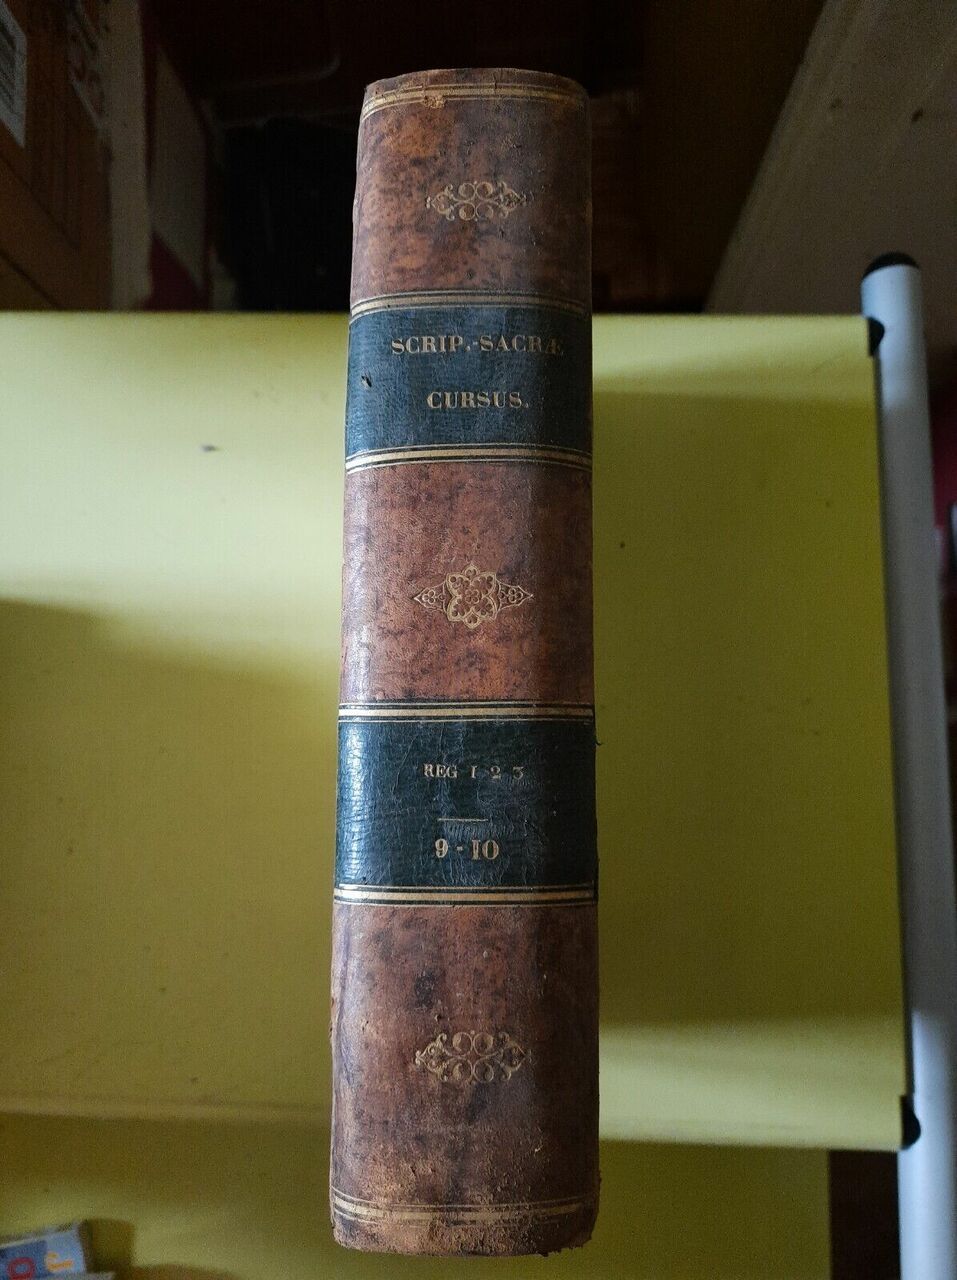 SCRIP.-SACRÆ
CURSUS.
REG 1 2 3
9-10